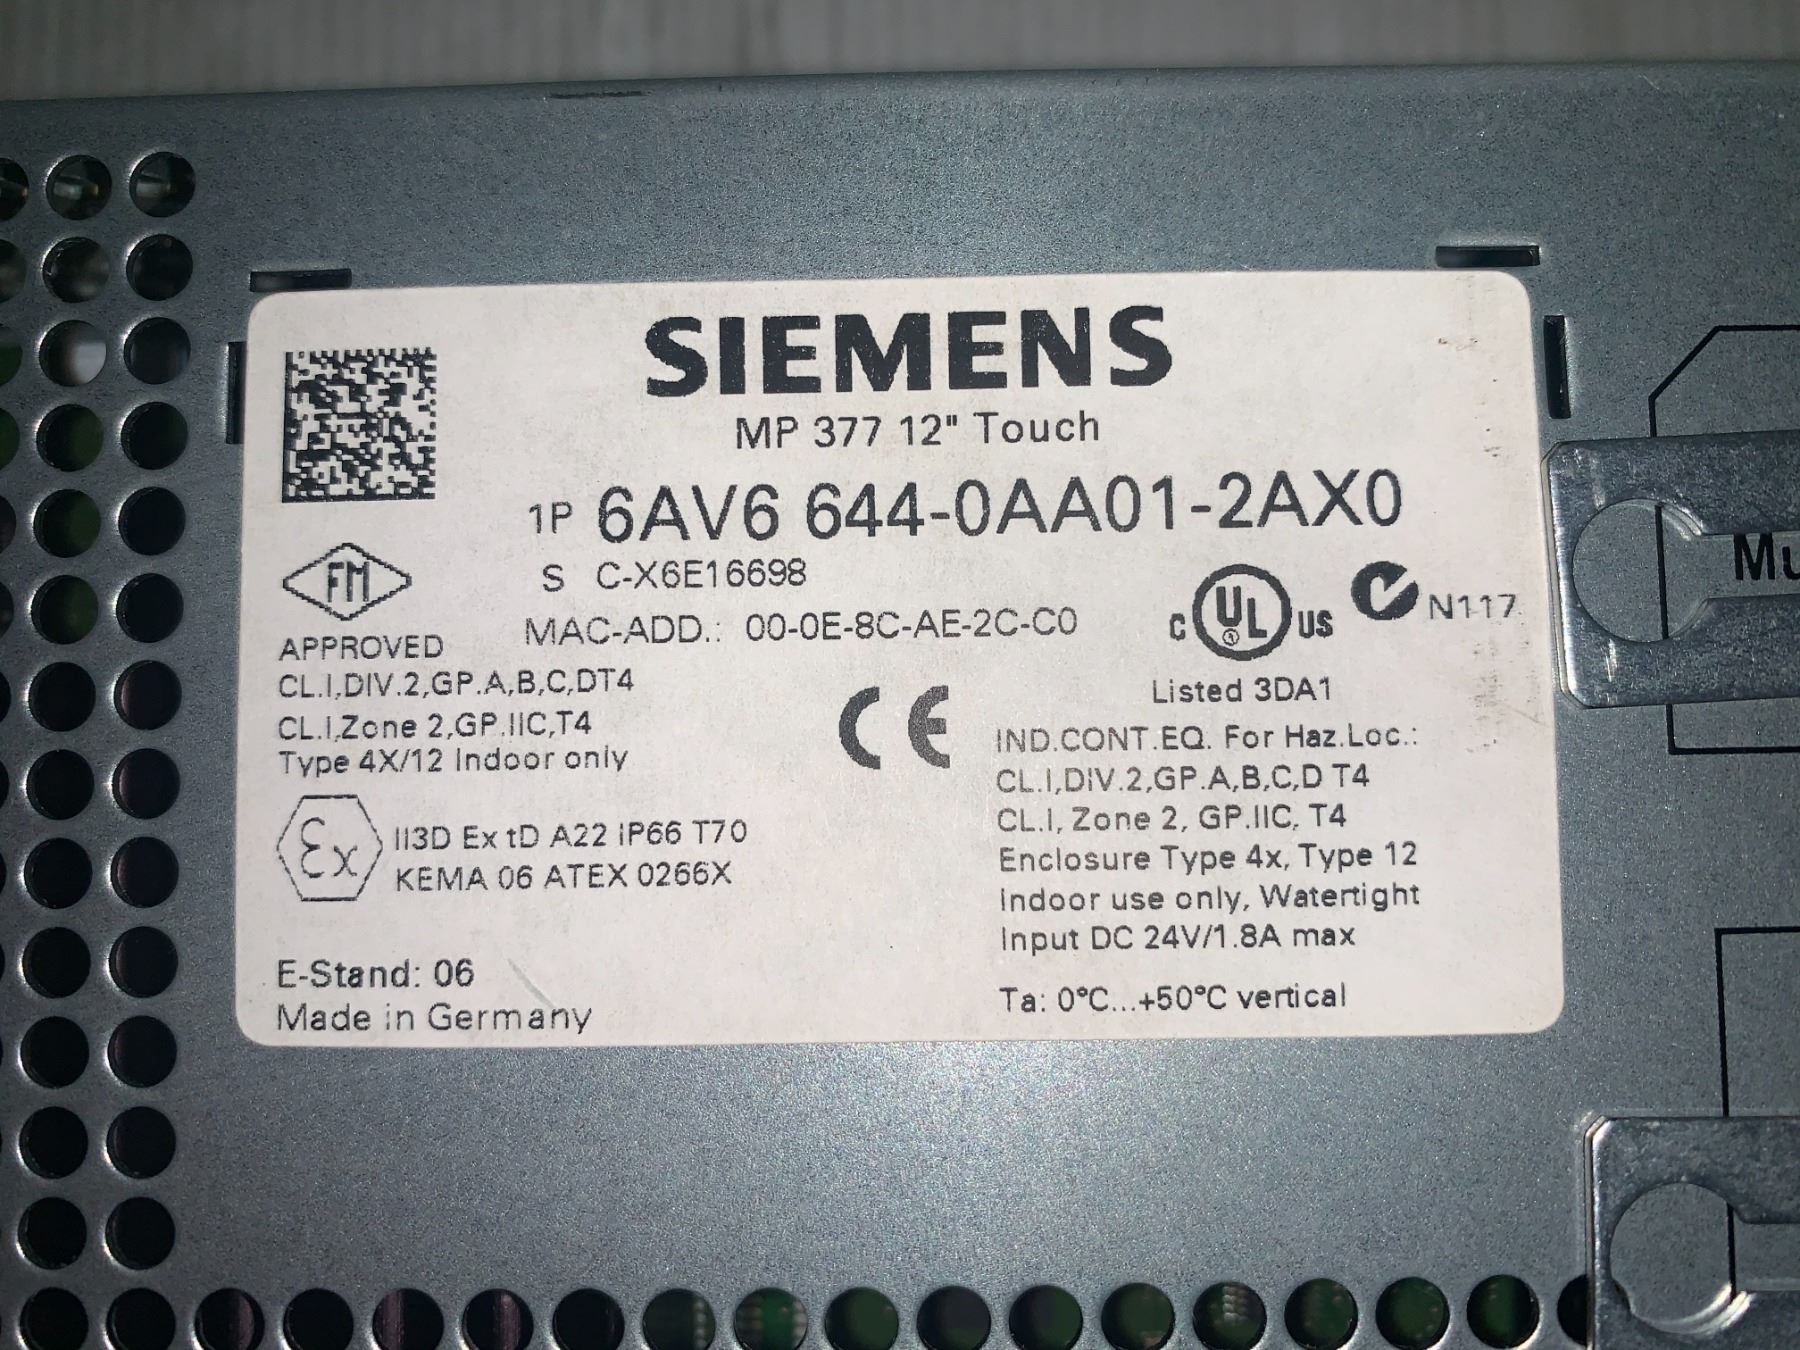 SIEMENS
MP 377 12" Touch
1P 6AV6 644-0AA01-2AX0
S C-X6E16698
MAC-ADD.: 00-0E-8C-AE-2C-C0
FM
APPROVED
CL.I,DIV.2,GP.A,B,C,DT4
CL.I,Zone 2,GP.IIC,T4
Type 4X/12 Indoor only
Ex
II3D Ex tD A22 IP66 T70
KEMA 06 ATEX 0266X
E-Stand: 06
Made in Germany
CE
C UL US
N117
Listed 3DA1
IND.CONT.EQ. For Haz.Loc.:
CL.I,DIV.2,GP.A,B,C,D T4
CL.I, Zone 2, GP.IIC, T4
Enclosure Type 4x, Type 12
Indoor use only, Watertight
Input DC 24V/1.8A max
Ta: 0°C...+50°C vertical